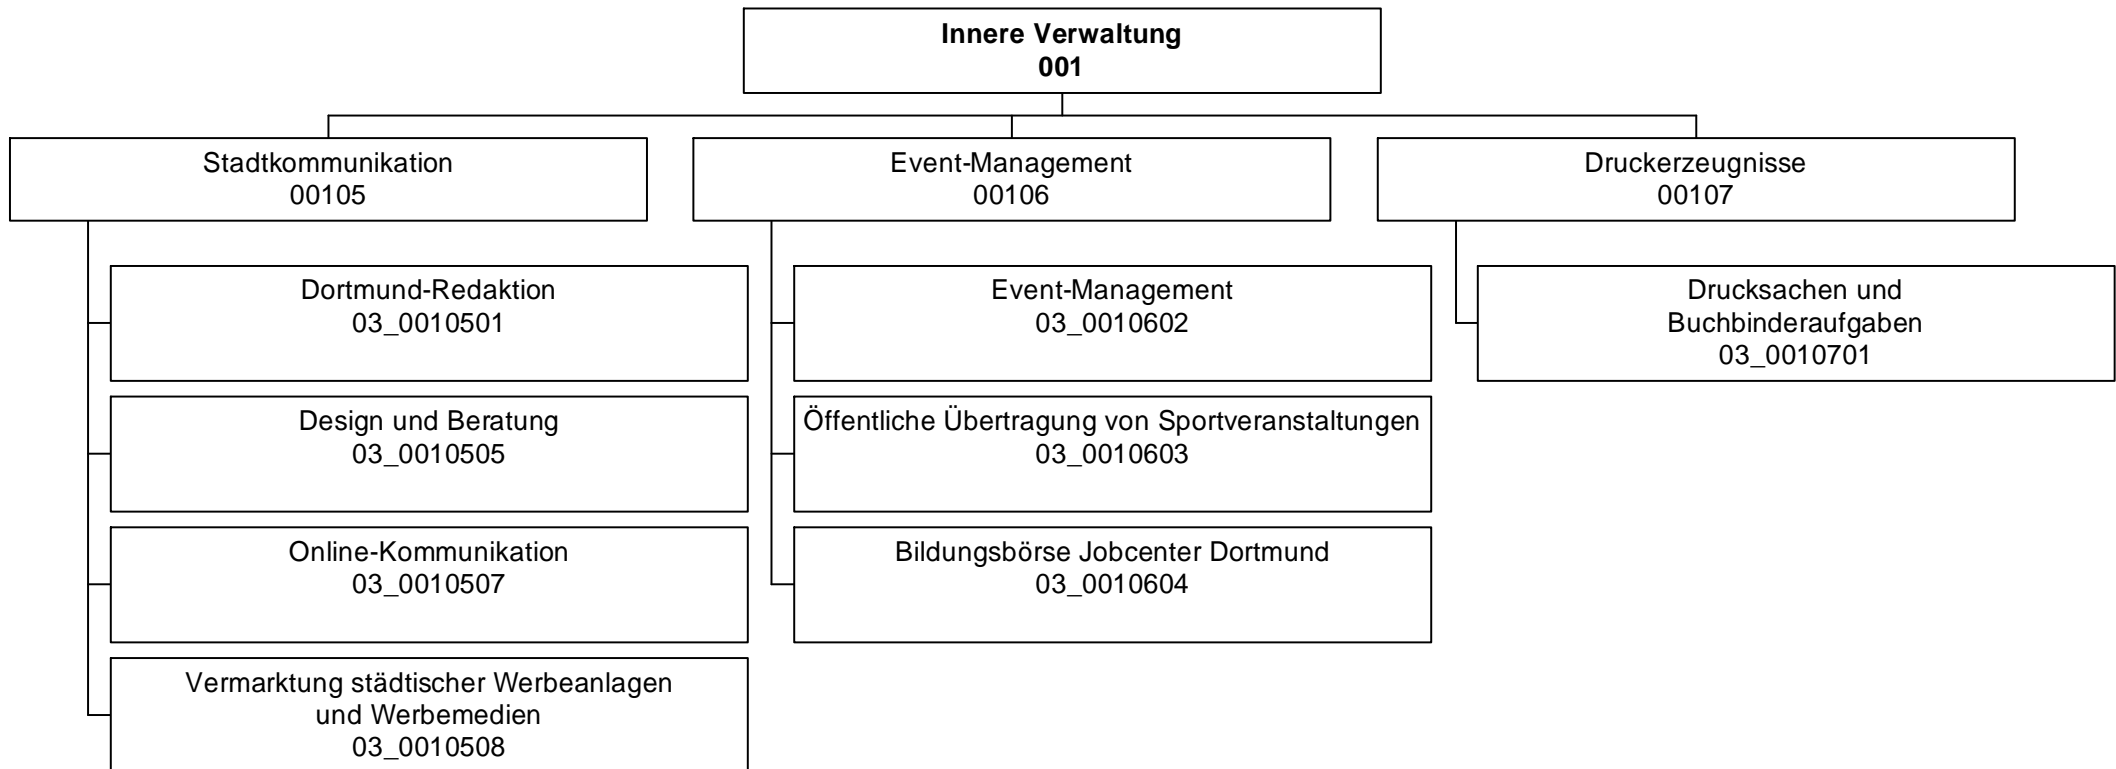 Innere Verwaltung
001
Stadtkommunikation
00105
Event-Management
00106
Druckerzeugnisse
00107
Dortmund-Redaktion
03_0010501
Event-Management
03_0010602
Drucksachen und
Buchbinderaufgaben
03_0010701
Design und Beratung
03_0010505
Öffentliche Übertragung von Sportveranstaltungen
03_0010603
Online-Kommunikation
03_0010507
Bildungsbörse Jobcenter Dortmund
03_0010604
Vermarktung städtischer Werbeanlagen
und Werbemedien
03_0010508